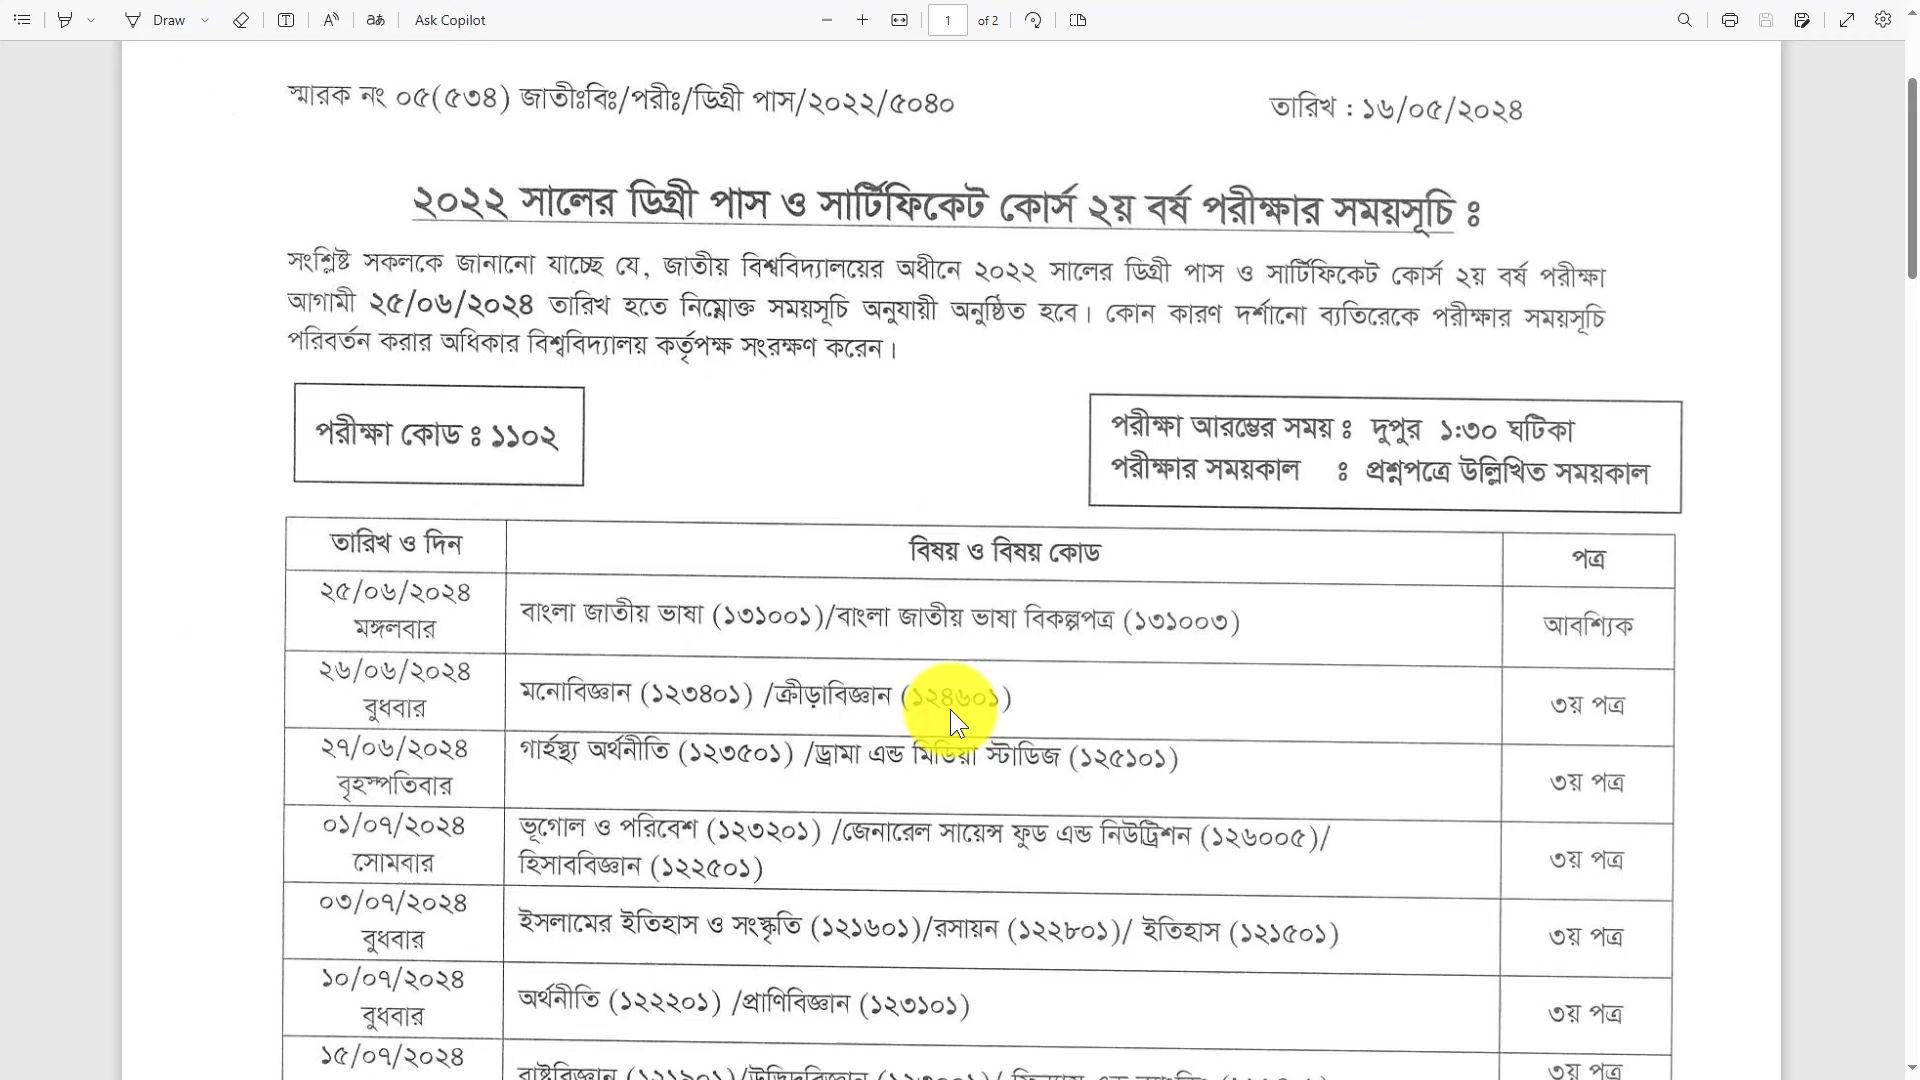 Draw
Ask Copilot
1 of 2
স্মারক নং ০৫(৫৩৪) জাতীঃবিঃ/পরীঃ/ডিগ্রী পাস/২০২২/৫০৪০
তারিখ : ১৬/০৫/২০২৪
২০২২ সালের ডিগ্রী পাস ও সার্টিফিকেট কোর্স ২য় বর্ষ পরীক্ষার সময়সূচি ঃ
সংশ্লিষ্ট সকলকে জানানো যাচ্ছে যে, জাতীয় বিশ্ববিদ্যালয়ের অধীনে ২০২২ সালের ডিগ্রী পাস ও সার্টিফিকেট কোর্স ২য় বর্ষ পরীক্ষা
আগামী ২৫/০৬/২০২৪ তারিখ হতে নিম্নোক্ত সময়সূচি অনুযায়ী অনুষ্ঠিত হবে। কোন কারণ দর্শানো ব্যতিরেকে পরীক্ষার সময়সূচি
পরিবর্তন করার অধিকার বিশ্ববিদ্যালয় কর্তৃপক্ষ সংরক্ষণ করেন।
পরীক্ষা কোড ঃ ১১০২
পরীক্ষা আরম্ভের সময় ঃ দুপুর ১:৩০ ঘটিকা
পরীক্ষার সময়কাল ঃ প্রশ্নপত্রে উল্লিখিত সময়কাল
তারিখ ও দিন
বিষয় ও বিষয় কোড
পত্র
২৫/০৬/২০২৪
মঙ্গলবার
বাংলা জাতীয় ভাষা (১৩১০০১)/বাংলা জাতীয় ভাষা বিকল্পপত্র (১৩১০০৩)
আবশ্যিক
২৬/০৬/২০২৪
বুধবার
মনোবিজ্ঞান (১২৩৪০১) /ক্রীড়াবিজ্ঞান (১২৪৬০১)
৩য় পত্র
২৭/০৬/২০২৪
বৃহস্পতিবার
গার্হস্থ্য অর্থনীতি (১২৩৫০১) /ড্রামা এন্ড মিডিয়া স্টাডিজ (১২৫১০১)
৩য় পত্র
০১/০৭/২০২৪
সোমবার
ভূগোল ও পরিবেশ (১২৩২০১) /জেনারেল সায়েন্স ফুড এন্ড নিউট্রিশন (১২৬০০৫)/
হিসাববিজ্ঞান (১২২৫০১)
৩য় পত্র
০৩/০৭/২০২৪
বুধবার
ইসলামের ইতিহাস ও সংস্কৃতি (১২১৬০১)/রসায়ন (১২২৮০১)/ ইতিহাস (১২১৫০১)
৩য় পত্র
১০/০৭/২০২৪
বুধবার
অর্থনীতি (১২২২০১) /প্রাণিবিজ্ঞান (১২৩১০১)
৩য় পত্র
১৫/০৭/২০২৪
রাষ্ট্রবিজ্ঞান (১২১৯০১)/উদ্ভিদবিজ্ঞান (১২৩০০১)/
৩য় পত্র